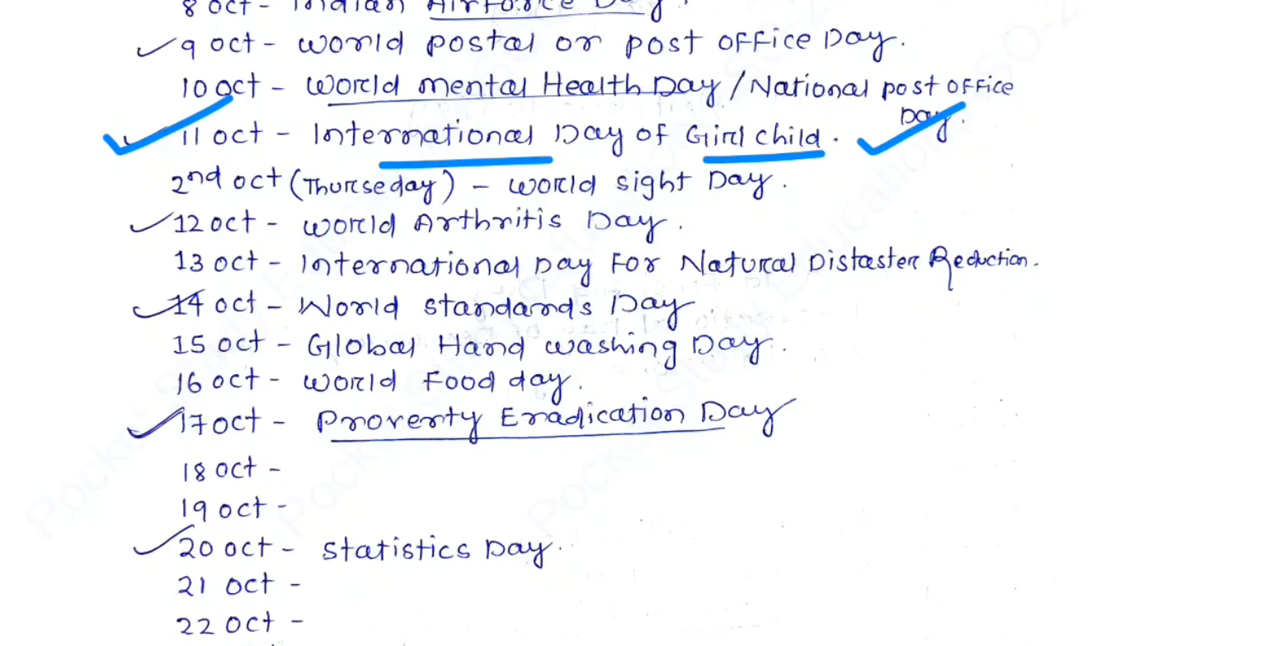 8 oct - Indian Airforce Day.
9 oct - World postal or post office Day.
10 oct - World mental Health Day / National post office Day.
11 oct - International Day of Girl child.
2nd oct (Thurseday) - World sight Day.
12 oct - World Arthritis Day.
13 oct - International Day For Natural Distaster Reduction.
14 oct - World standards Day
15 oct - Global Hand washing Day.
16 oct - World Food day.
17 oct - Proverty Eradication Day
18 oct -
19 oct -
20 oct - Statistics Day.
21 oct -
22 oct -